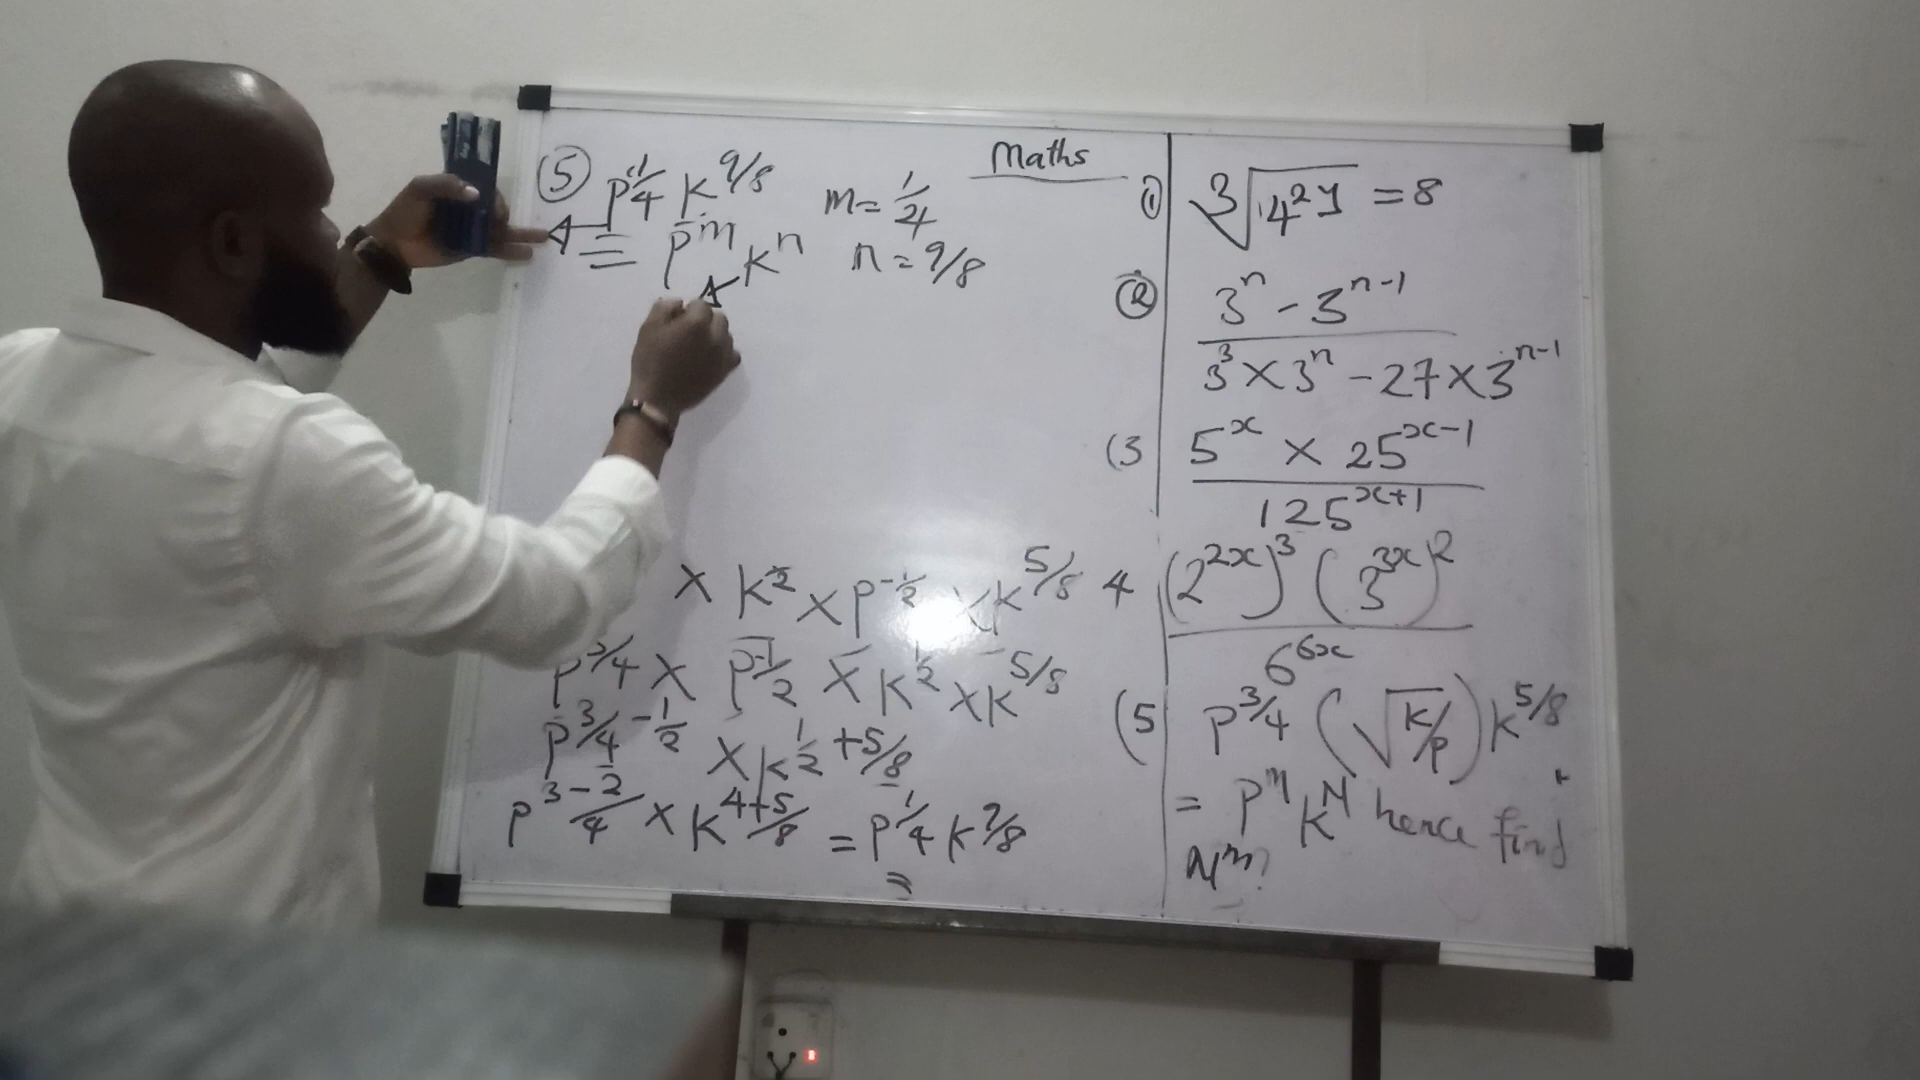 Maths
(5) P^1/4 K^9/8 m = 1/4
≡ P^m K^n n = 9/8
× K^1/2 × P^-1/2 × K^5/8
P^3/4 × P^-1/2 × K^1/2 × K^5/8
P^3/4 - 1/2 × K^1/2 + 5/8
P^3-2/4 × K^4+5/8 = P^1/4 K^9/8
=
(1) ∛4^2y = 8
(2) 3^n - 3^n-1
3^3 × 3^n - 27 × 3^n-1
(3 5^x × 25^x-1
125^x+1
4 (2^2x)^3 (3^3x)^2
6^6x
(5 P^3/4 (√K/P) K^5/8
= P^m K^N hence find
N^m?